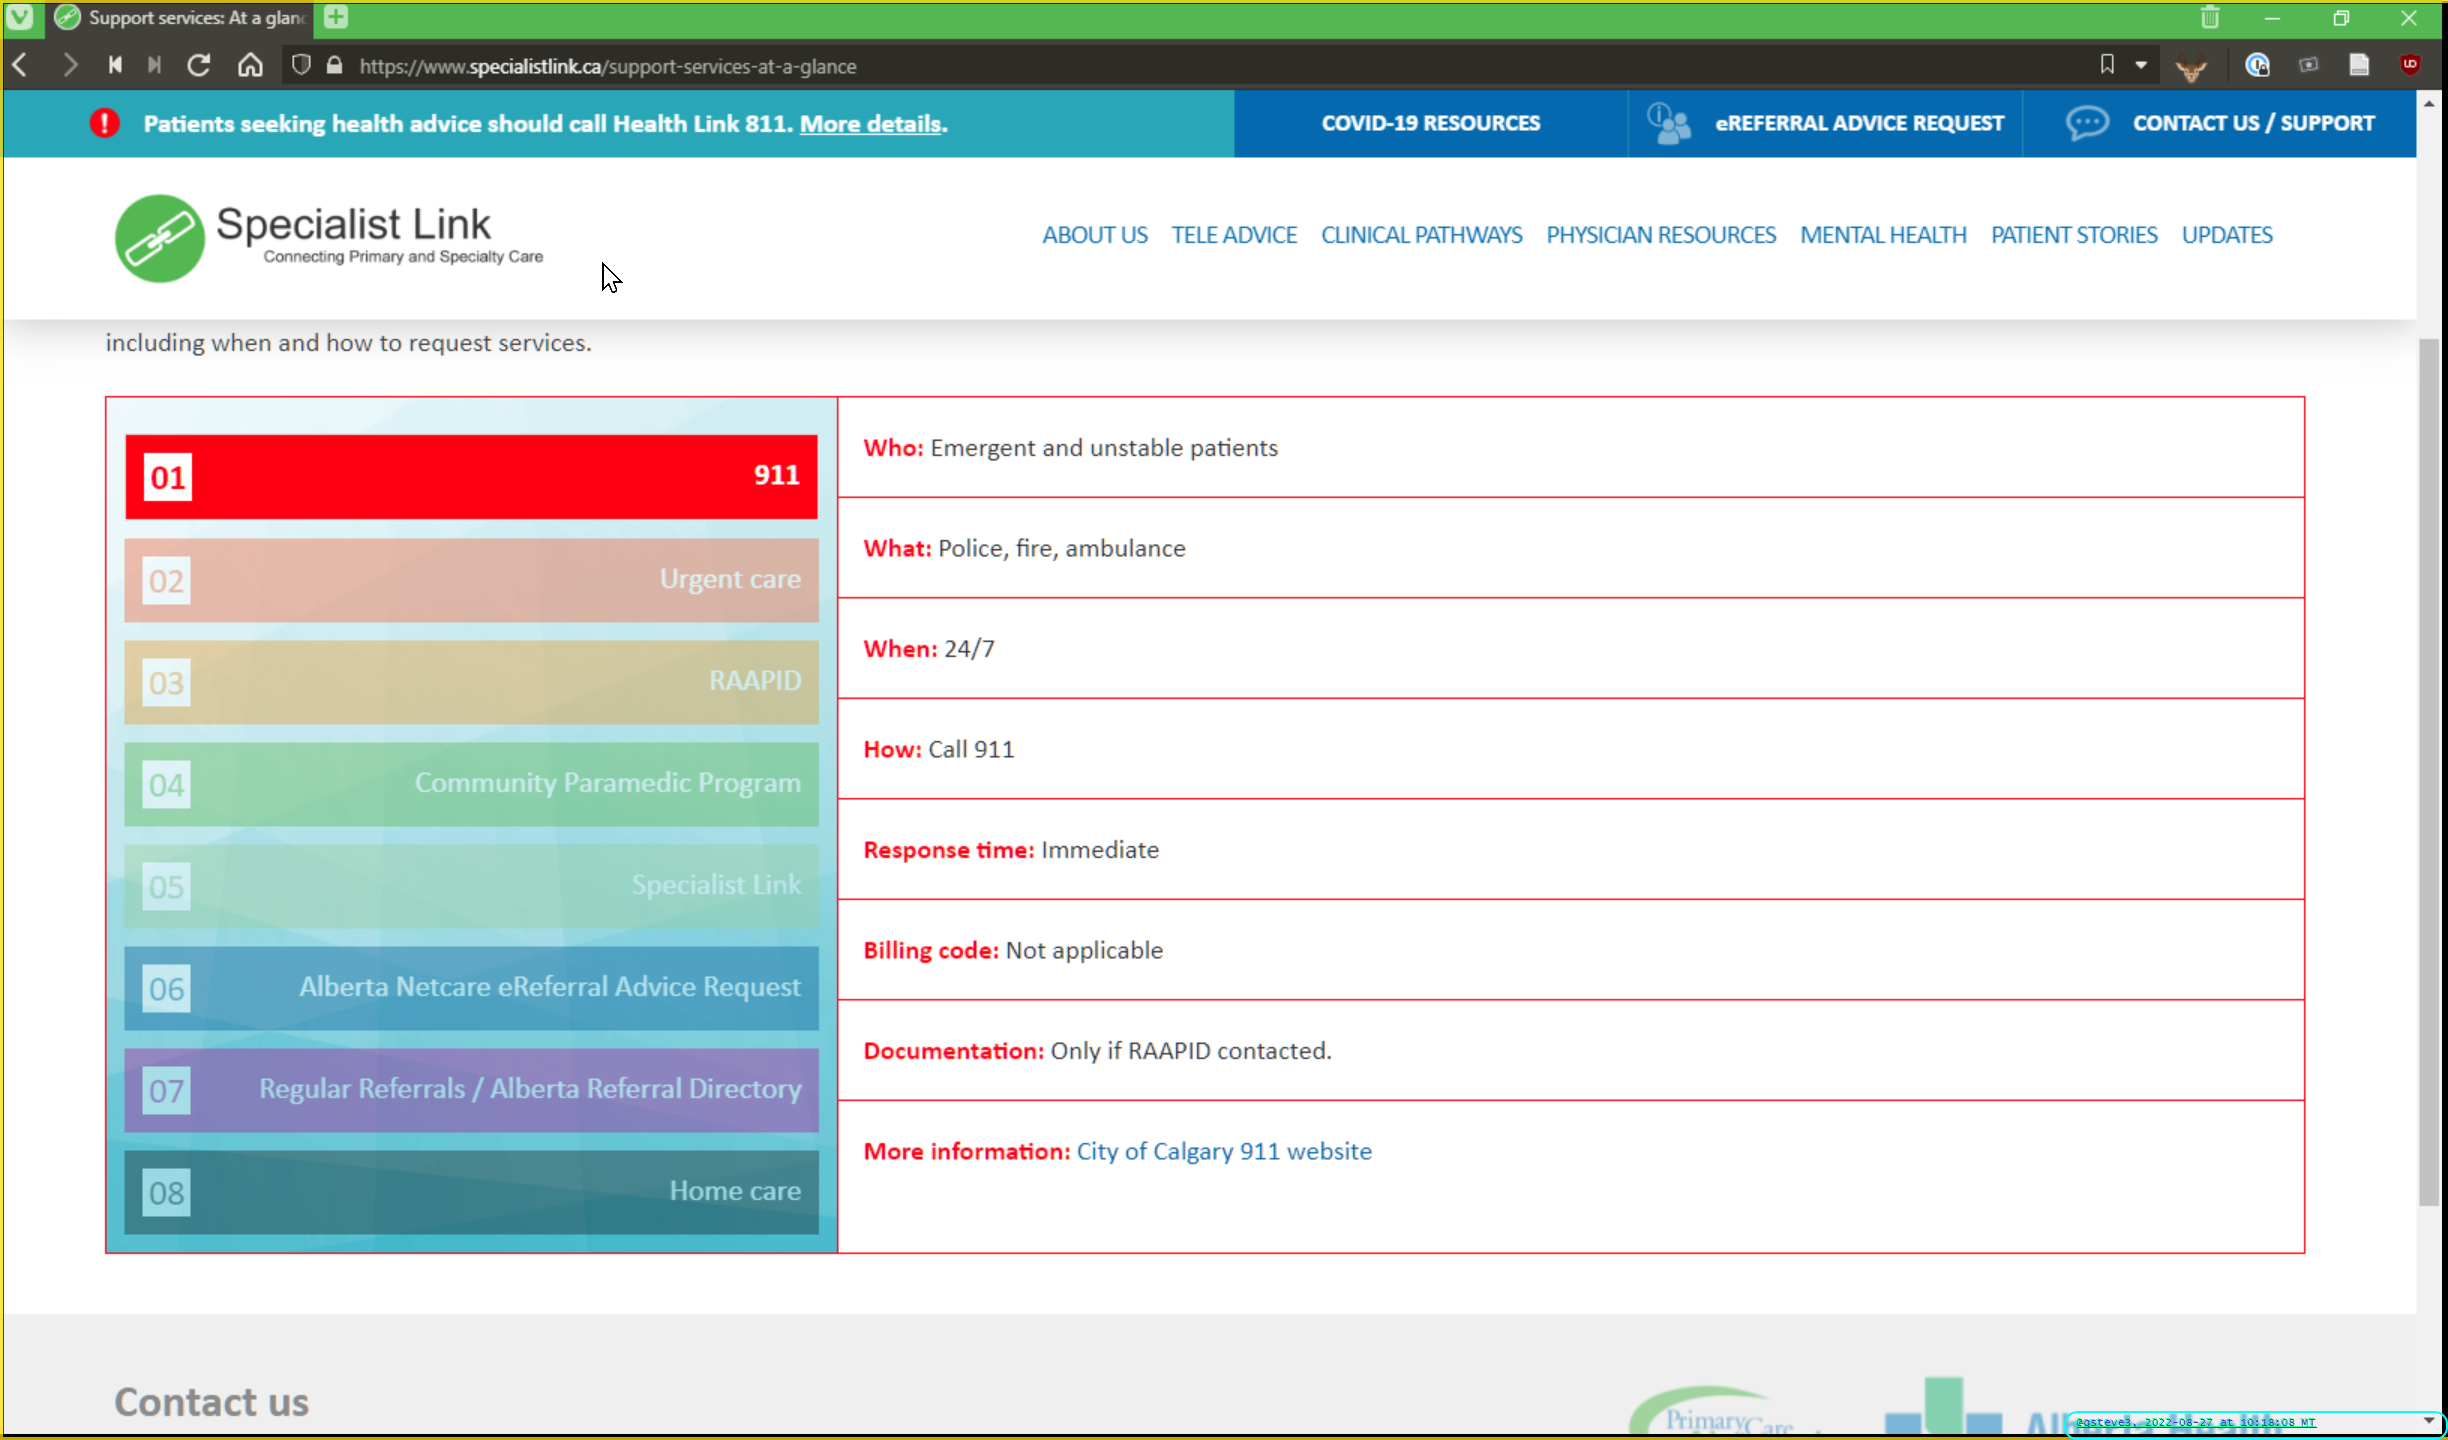 Support services: At a glanc
https://www.specialistlink.ca/support-services-at-a-glance
Patients seeking health advice should call Health Link 811. More details.
COVID-19 RESOURCES
eREFERRAL ADVICE REQUEST
CONTACT US / SUPPORT
Specialist Link
Connecting Primary and Specialty Care
ABOUT US TELE ADVICE CLINICAL PATHWAYS PHYSICIAN RESOURCES MENTAL HEALTH PATIENT STORIES UPDATES
including when and how to request services.
01 911
02 Urgent care
03 RAAPID
04 Community Paramedic Program
05 Specialist Link
06 Alberta Netcare eReferral Advice Request
07 Regular Referrals / Alberta Referral Directory
08 Home care
Who: Emergent and unstable patients
What: Police, fire, ambulance
When: 24/7
How: Call 911
Response time: Immediate
Billing code: Not applicable
Documentation: Only if RAAPID contacted.
More information: City of Calgary 911 website
Contact us
PrimaryCare
@qsteve3, 2022-08-27 at 10:18:08 MT